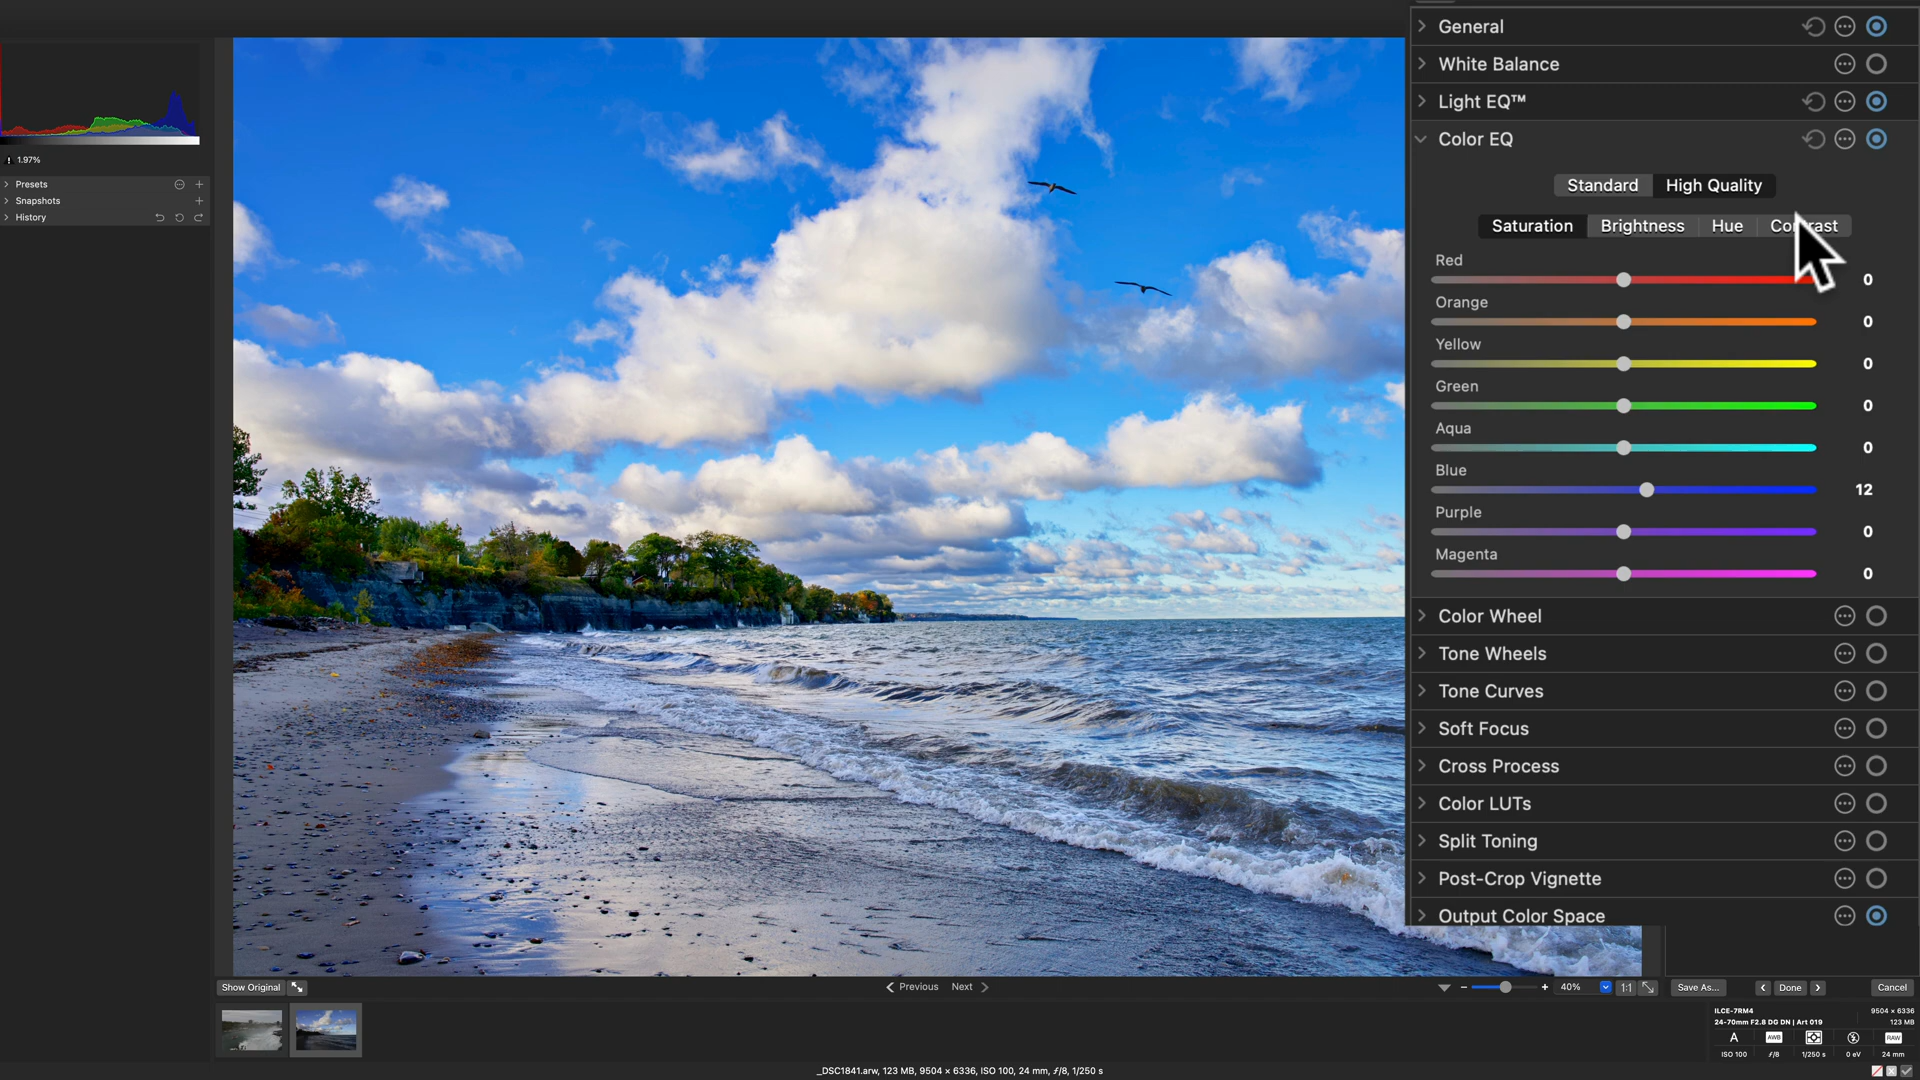 General
White Balance
Light EQ™
Color EQ
Standard High Quality
Saturation Brightness Hue
Red 0
Orange 0
Yellow 0
Green 0
Aqua 0
Blue 12
Purple 0
Magenta 0
Color Wheel
Tone Wheels
Tone Curves
Soft Focus
Cross Process
Color LUTs
Split Toning
Post-Crop Vignette
Output Color Space
1.97%
Presets
Snapshots
History
Show Original
Previous Next
40%
1:1
Save As...
Done
Cancel
ILCE-7RM4 9504 × 6336
24-70mm F2.8 DG DN | Art 019 123 MB
A AWB RAW
ISO 100 ƒ/8 1/250 s 0 eV 24 mm
_DSC1841.arw, 123 MB, 9504 × 6336, ISO 100, 24 mm, ƒ/8, 1/250 s